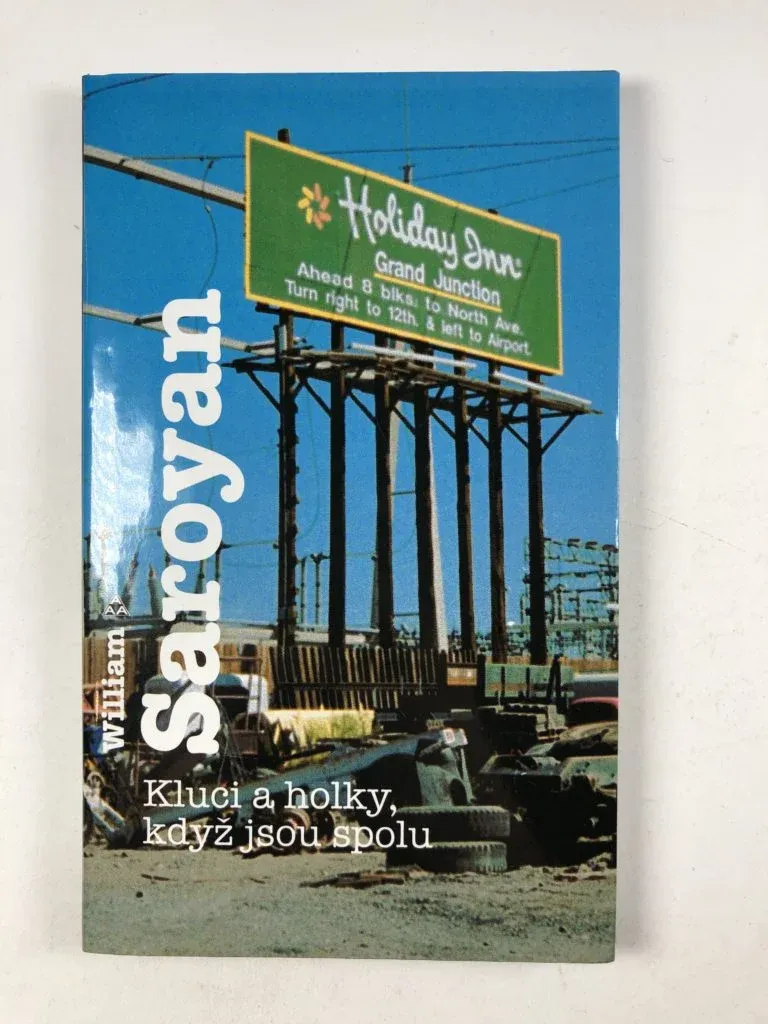 Holiday Inn®
Grand Junction
Ahead 8 blks. to North Ave.
Turn right to 12th. & left to Airport
william
Saroyan
A
AA
Kluci a holky,
když jsou spolu